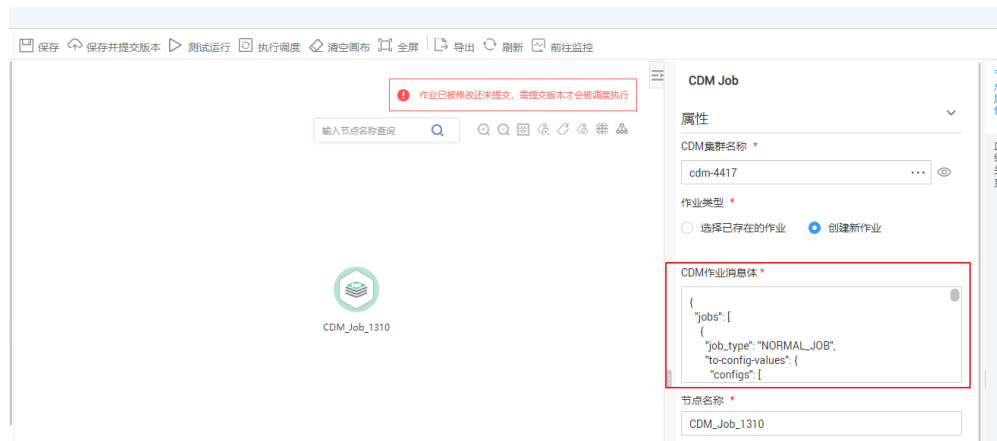 保存 保存并提交版本 测试运行 执行调度 清空画布 全屏 导出 刷新 前往监控
作业已被修改还未提交，需提交版本才会被调度执行
输入节点名称查询
CDM_Job_1310
CDM Job
属性
CDM集群名称 *
cdm-4417 ...
作业类型 *
选择已存在的作业 创建新作业
CDM作业消息体 *
{
"jobs": [
{
"job_type": "NORMAL_JOB",
"to-config-values": {
"configs": [
节点名称 *
CDM_Job_1310